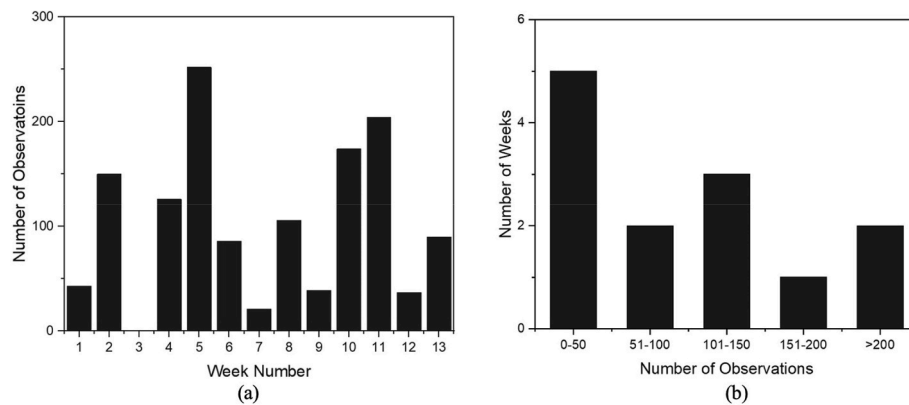 300
200
100
0
Number of Observatoins
1 2 3 4 5 6 7 8 9 10 11 12 13
Week Number
(a)
6
4
2
0
Number of Weeks
0-50 51-100 101-150 151-200 >200
Number of Observations
(b)